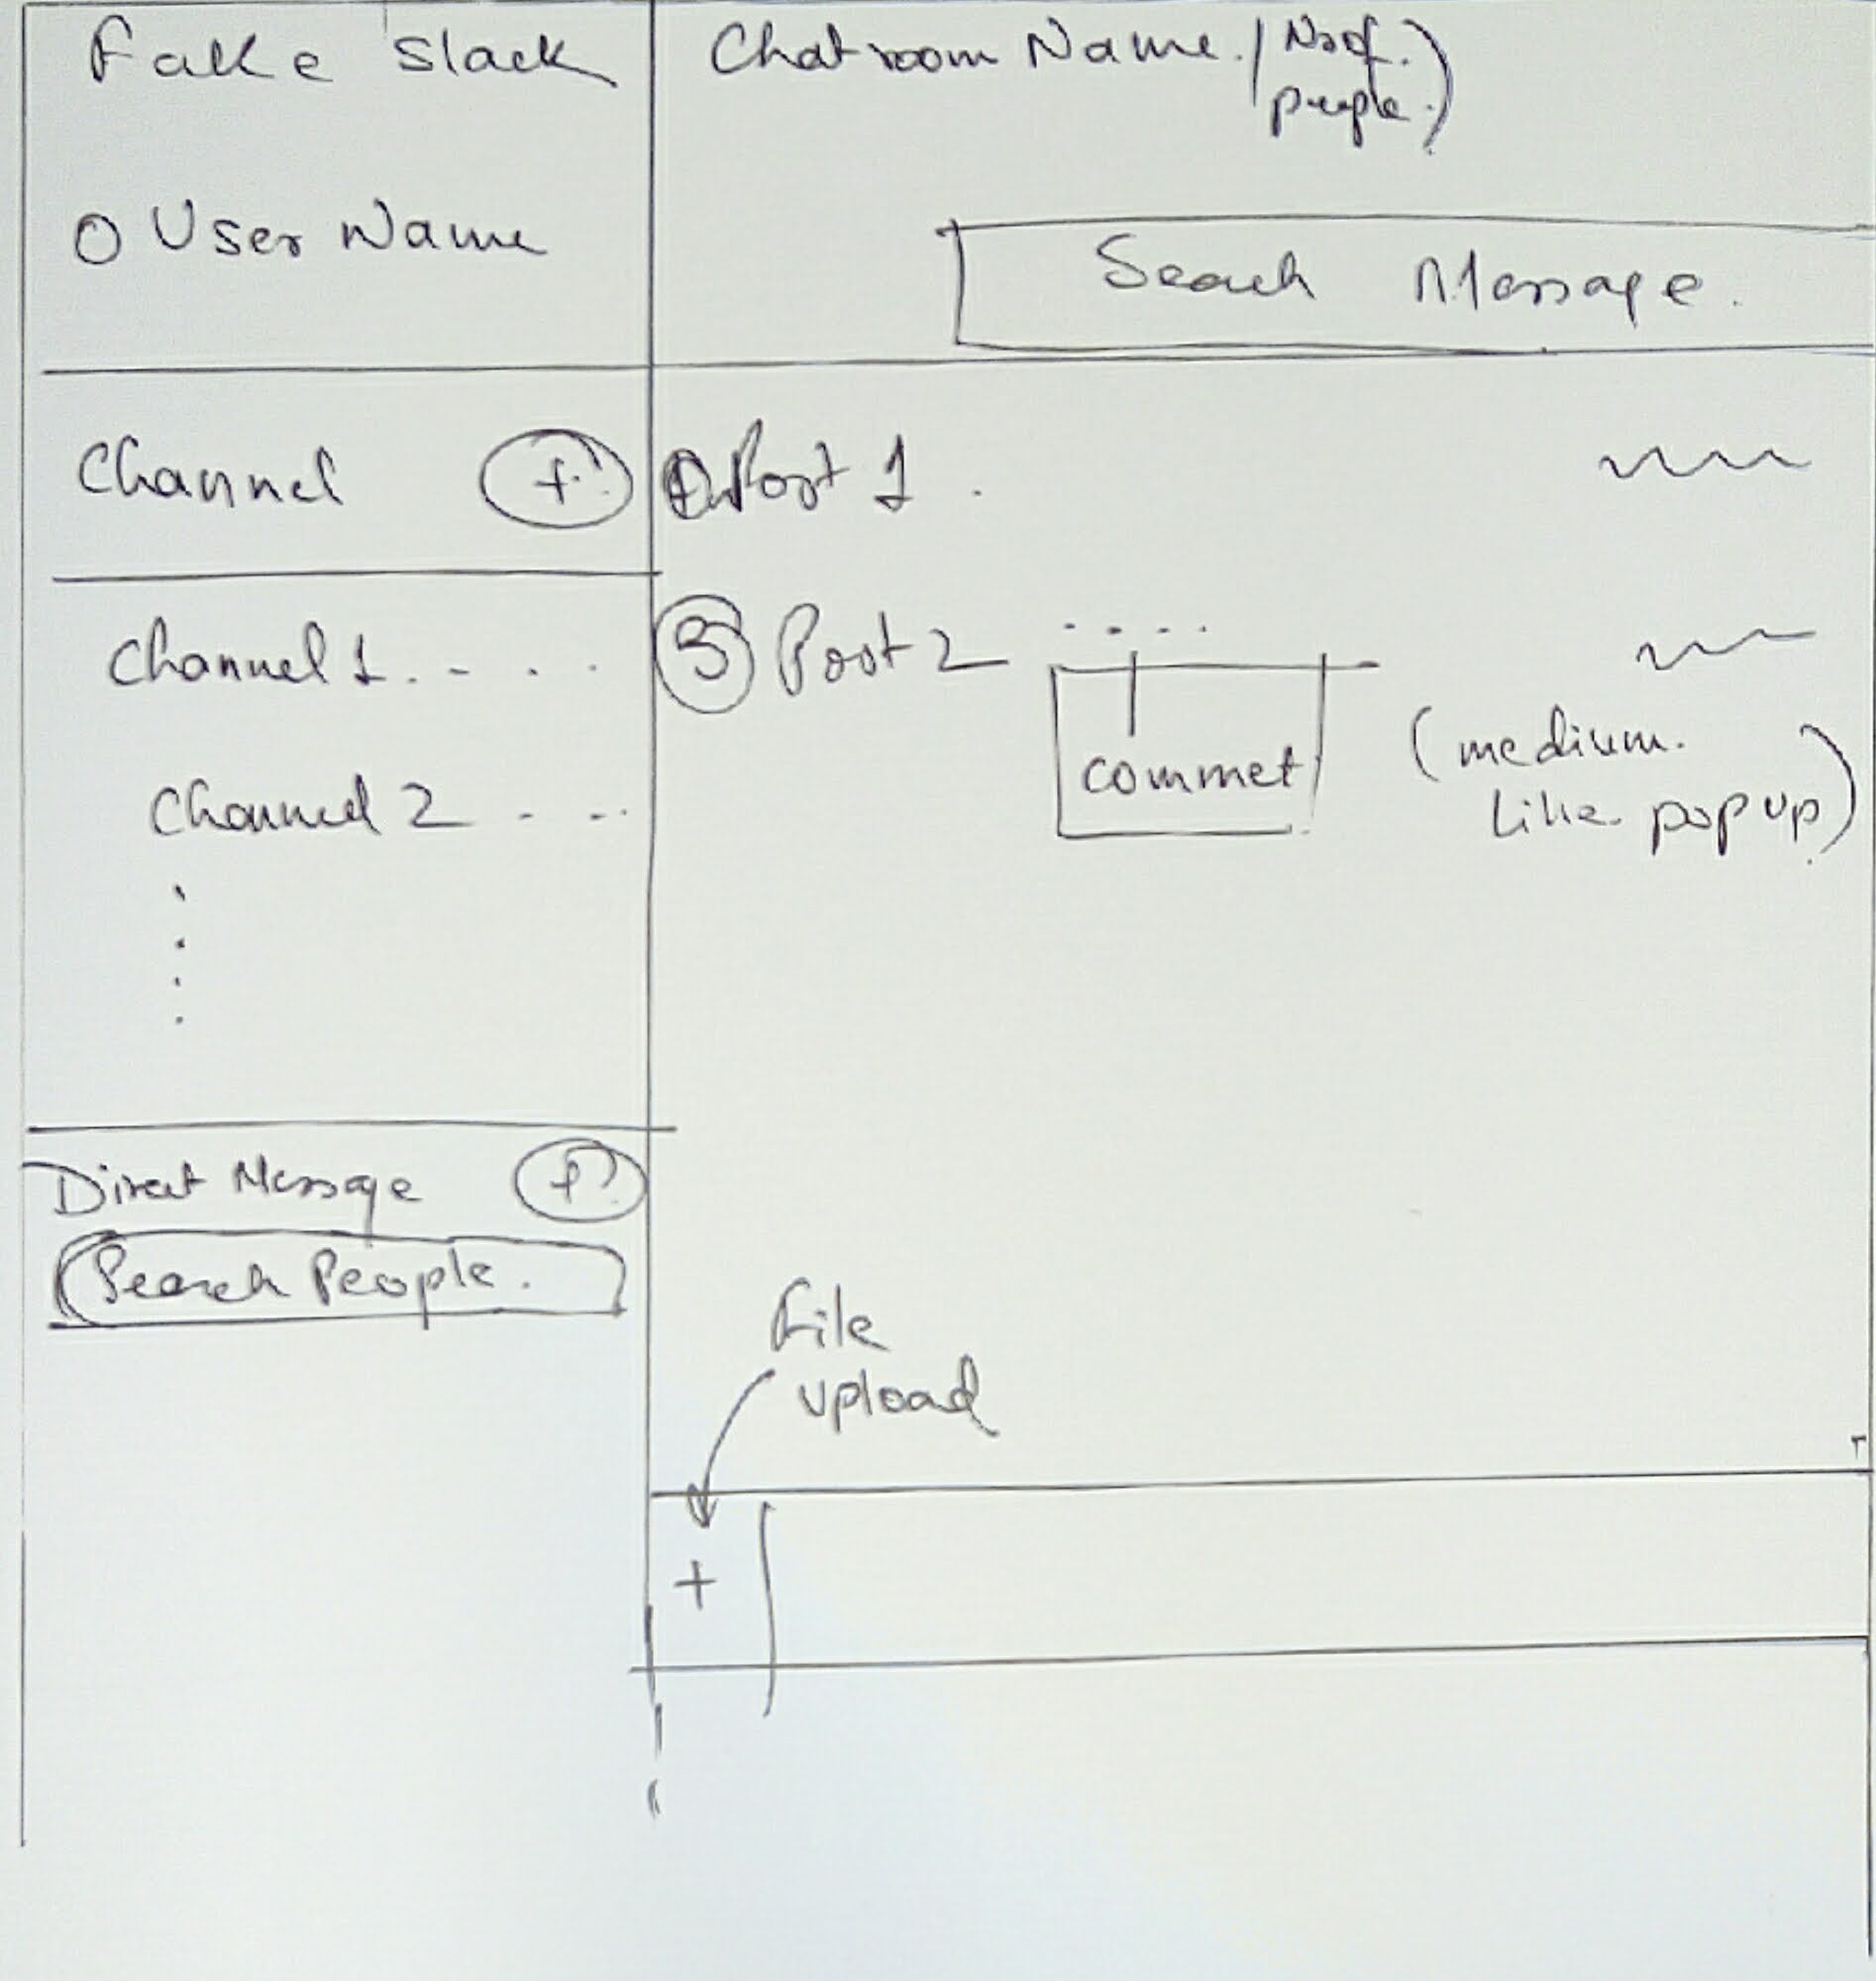 Fake Slack
O User Name
Channel +
Channel 1. - . .
Channel 2 - - .
Direct Message +
Search People.
Chatroom Name. (No of.
people.)
Search Message.
Post 1 .
Post 2 . . . .
commet
(medium.
Like popup)
File
upload
+